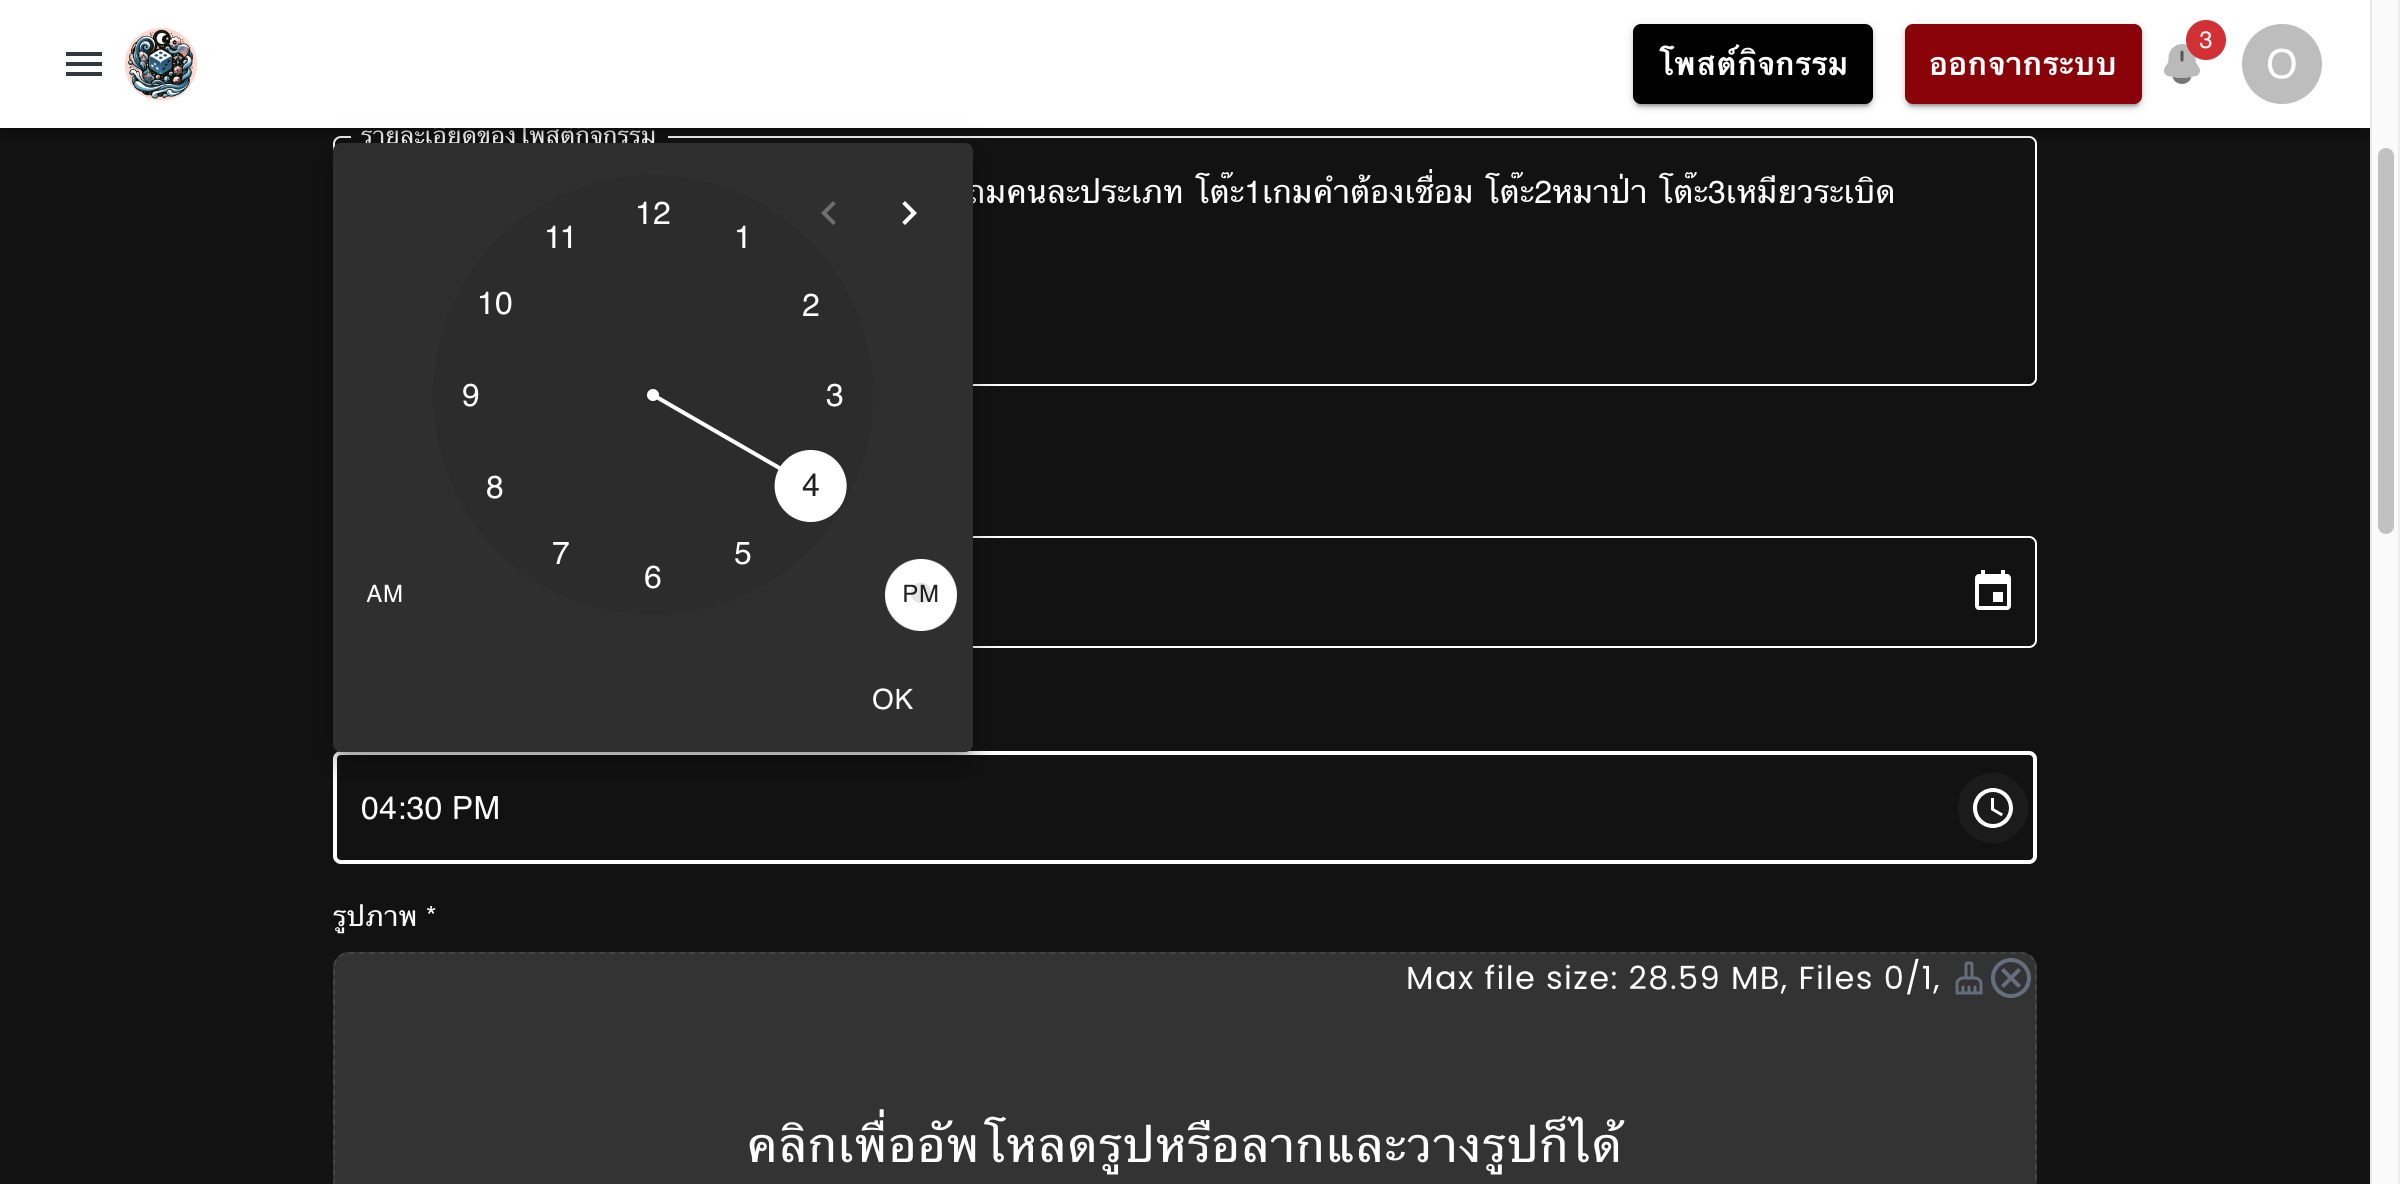 โพสต์กิจกรรม
ออกจากระบบ
3
O
รายละเอียดของโพสต์กิจกรรม
เกมคนละประเภท โต๊ะ1เกมคำต้องเชื่อม โต๊ะ2หมาป่า โต๊ะ3เหมียวระเบิด
12
11
1
10
2
9
3
8
4
7
5
6
AM
PM
OK
04:30 PM
รูปภาพ *
Max file size: 28.59 MB, Files 0/1,
คลิกเพื่ออัพโหลดรูปหรือลากและวางรูปก็ได้